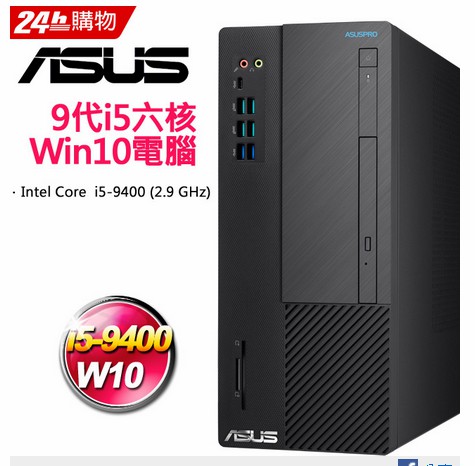 24h購物
ASUS
9代i5六核
Win10電腦
· Intel Core i5-9400 (2.9 GHz)
i5-9400
W10
ASUSPRO
ASUS